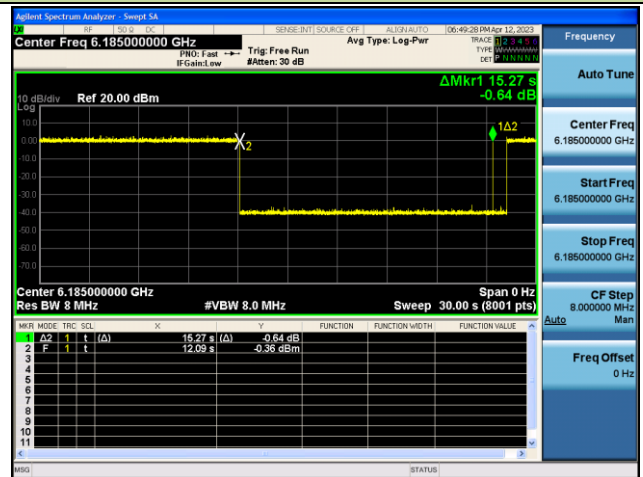 Agilent Spectrum Analyzer - Swept SA
RF 50 Ω DC SENSE:INT SOURCE OFF ALIGNAUTO 06:49:28 PM Apr 12, 2023
Center Freq 6.185000000 GHz
PNO: Fast
IFGain:Low
Trig: Free Run
#Atten: 30 dB
Avg Type: Log-Pwr
TRACE 1 2 3 4 5 6
TYPE
DET P N N N N N
ΔMkr1 15.27 s
-0.64 dB
10 dB/div Ref 20.00 dBm
Log
10.0
0.00
-10.0
-20.0
-30.0
-40.0
-50.0
-60.0
-70.0
2
1Δ2
Center 6.185000000 GHz
Span 0 Hz
Res BW 8 MHz #VBW 8.0 MHz Sweep 30.00 s (8001 pts)
MKR MODE TRC SCL X Y FUNCTION FUNCTION WIDTH FUNCTION VALUE
1 Δ2 1 t (Δ) 15.27 s (Δ) -0.64 dB
2 F 1 t 12.09 s -0.36 dBm
3
4
5
6
7
8
9
10
11
MSG
STATUS
Frequency
Auto Tune
Center Freq
6.185000000 GHz
Start Freq
6.185000000 GHz
Stop Freq
6.185000000 GHz
CF Step
8.000000 MHz
Auto Man
Freq Offset
0 Hz